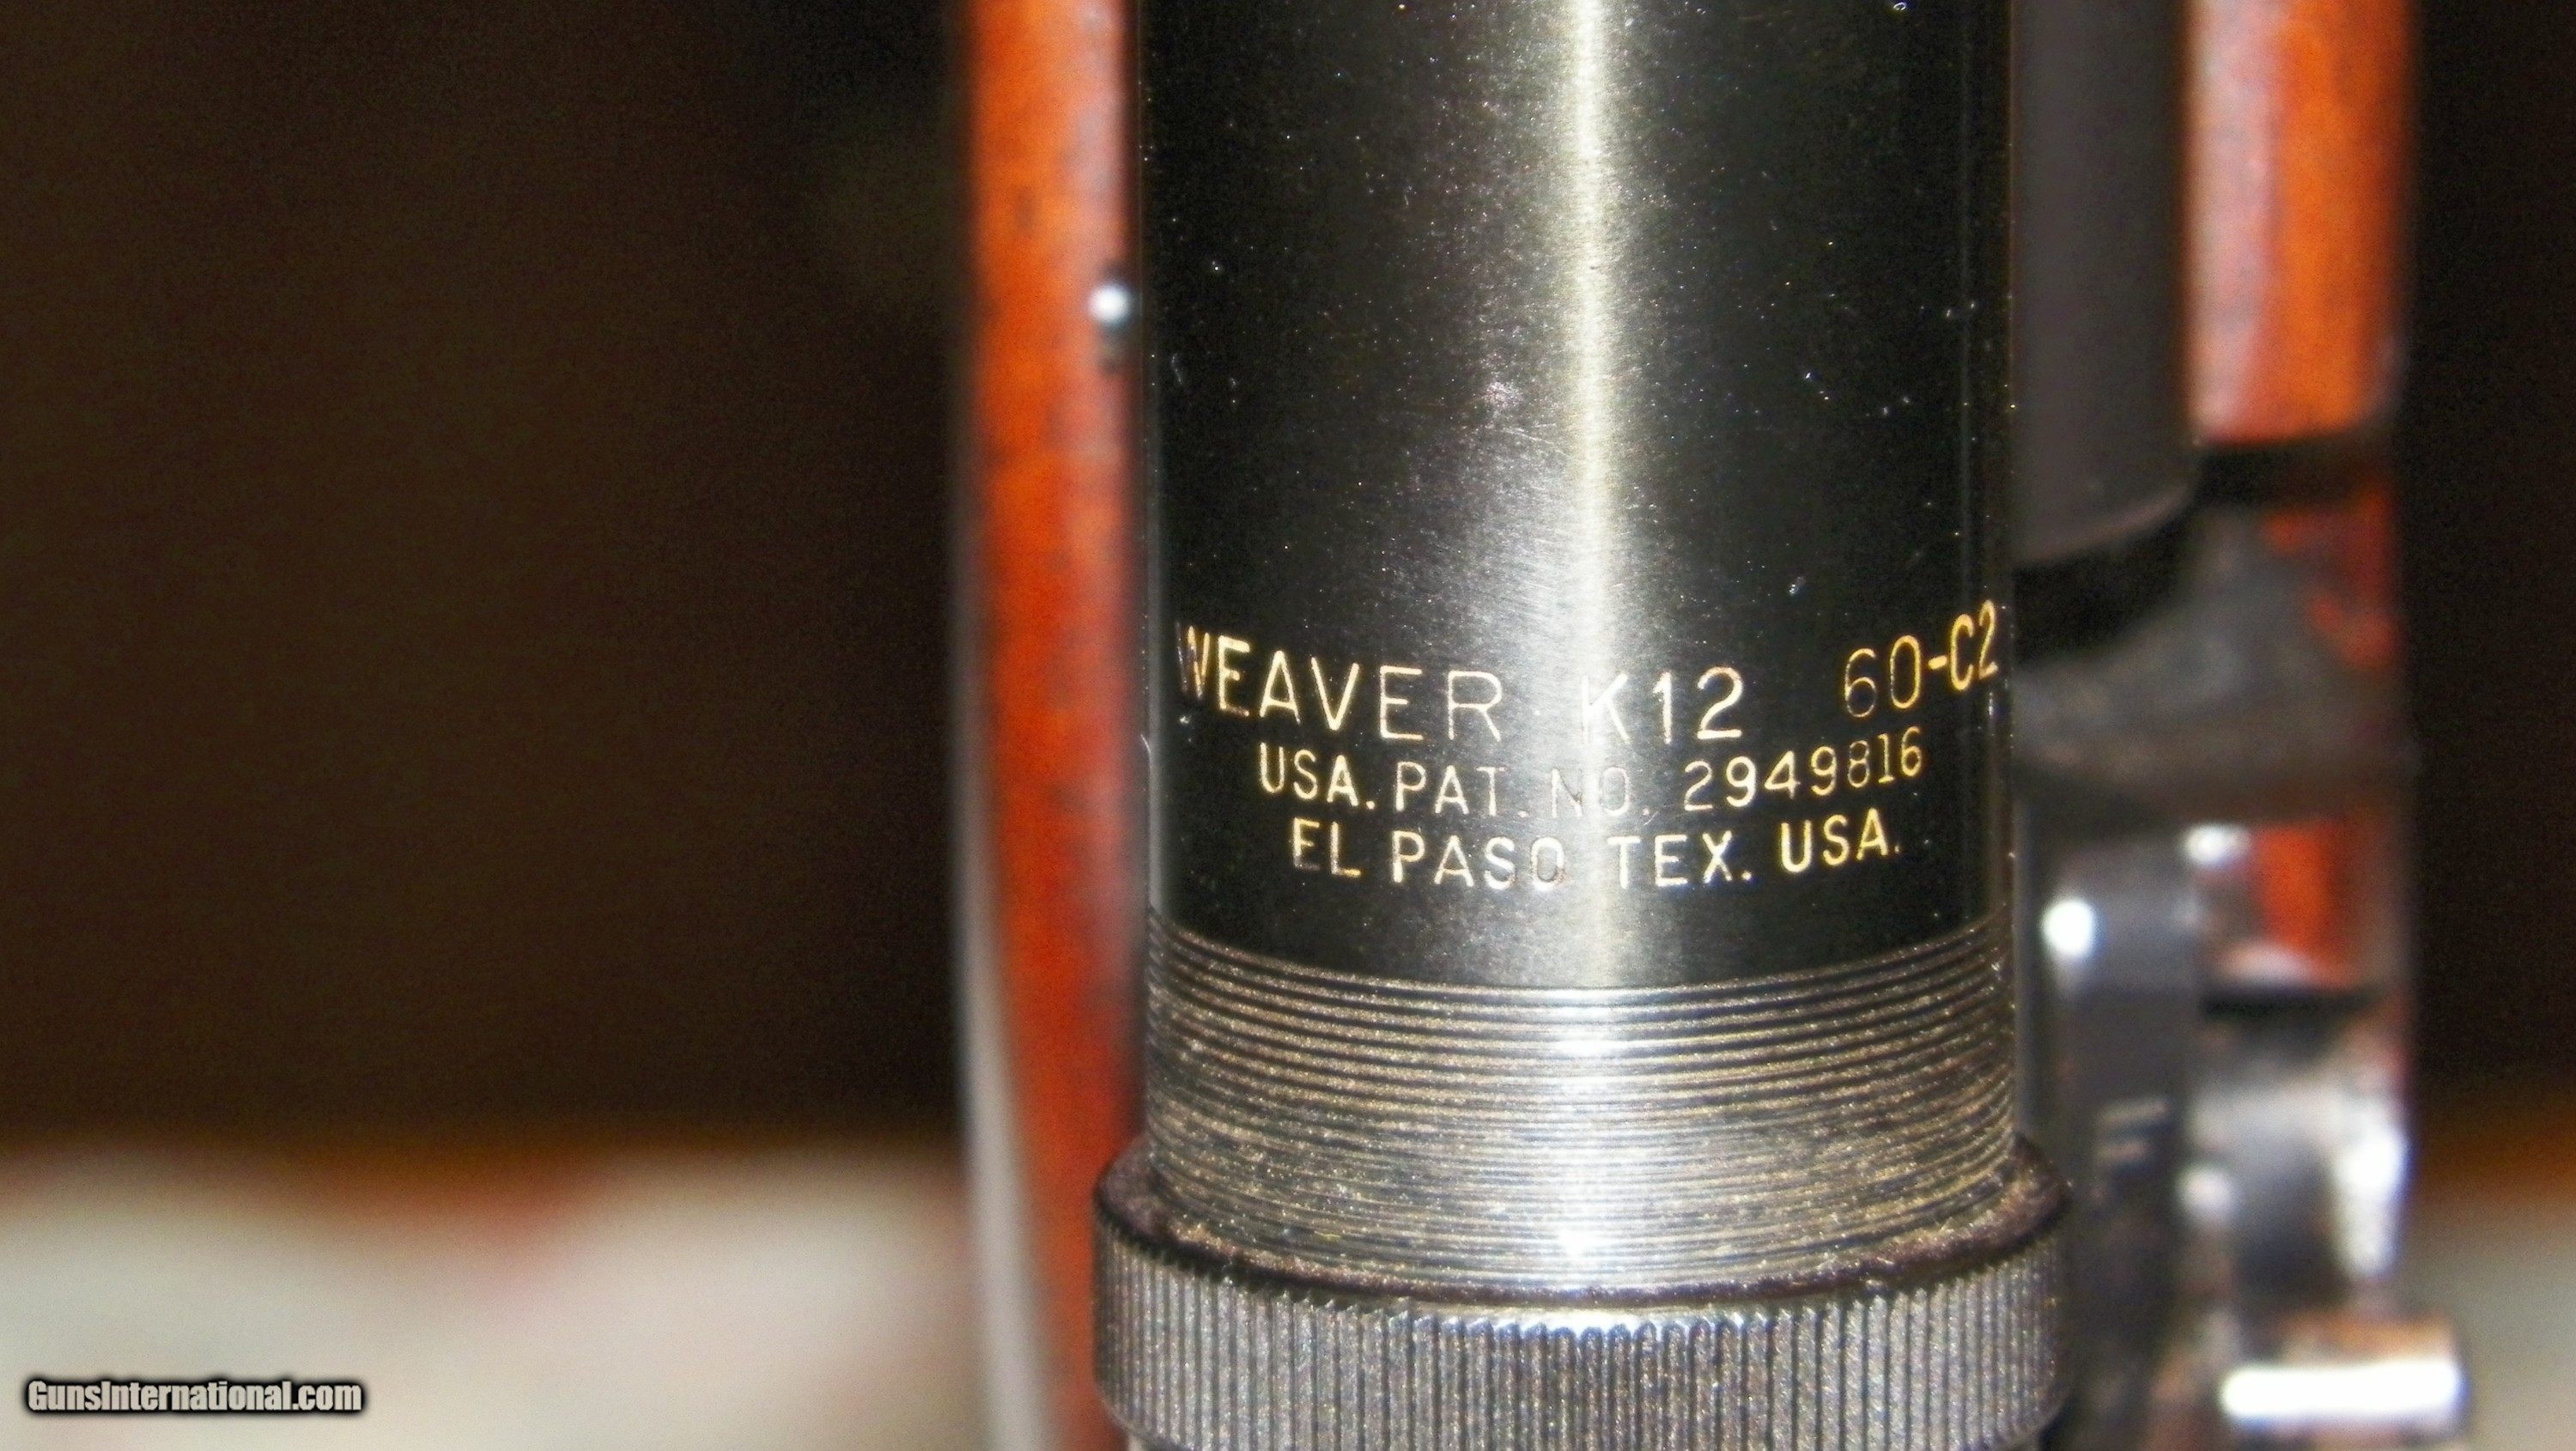 WEAVER K12 60-C2
USA. PAT. NO. 2949816
EL PASO TEX. USA.
GunsInternational.com